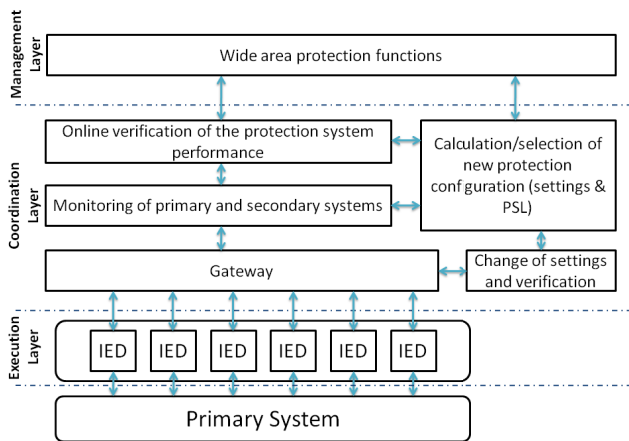 Management
Layer
Wide area protection functions
Coordination
Layer
Online verification of the protection system
performance
Calculation/selection of
new protection
configuration (settings &
PSL)
Monitoring of primary and secondary systems
Gateway
Change of settings
and verification
Execution
Layer
IED IED IED IED IED IED
Primary System